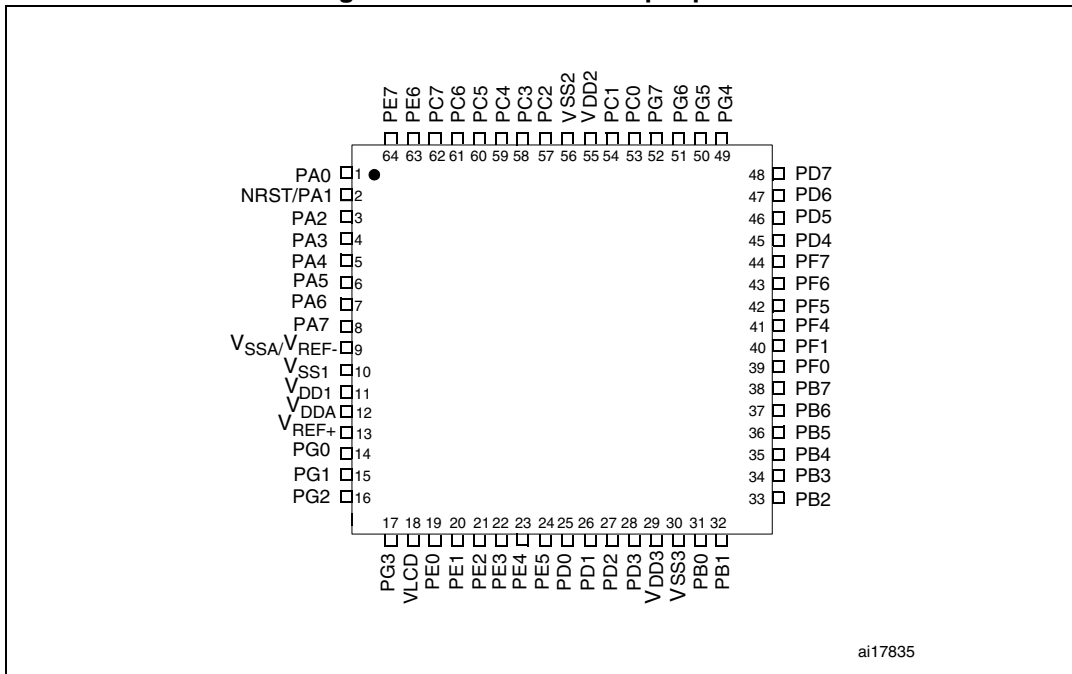 PE7
PE6
PC7
PC6
PC5
PC4
PC3
PC2
VSS2
VDD2
PC1
PC0
PG7
PG6
PG5
PG4
64 63 62 61 60 59 58 57 56 55 54 53 52 51 50 49
PA0 1
NRST/PA1 2
PA2 3
PA3 4
PA4 5
PA5 6
PA6 7
PA7 8
VSSA/VREF- 9
VSS1 10
VDD1 11
VDDA 12
VREF+ 13
PG0 14
PG1 15
PG2 16
48 PD7
47 PD6
46 PD5
45 PD4
44 PF7
43 PF6
42 PF5
41 PF4
40 PF1
39 PF0
38 PB7
37 PB6
36 PB5
35 PB4
34 PB3
33 PB2
17 18 19 20 21 22 23 24 25 26 27 28 29 30 31 32
PG3
VLCD
PE0
PE1
PE2
PE3
PE4
PE5
PD0
PD1
PD2
PD3
VDD3
VSS3
PB0
PB1
ai17835